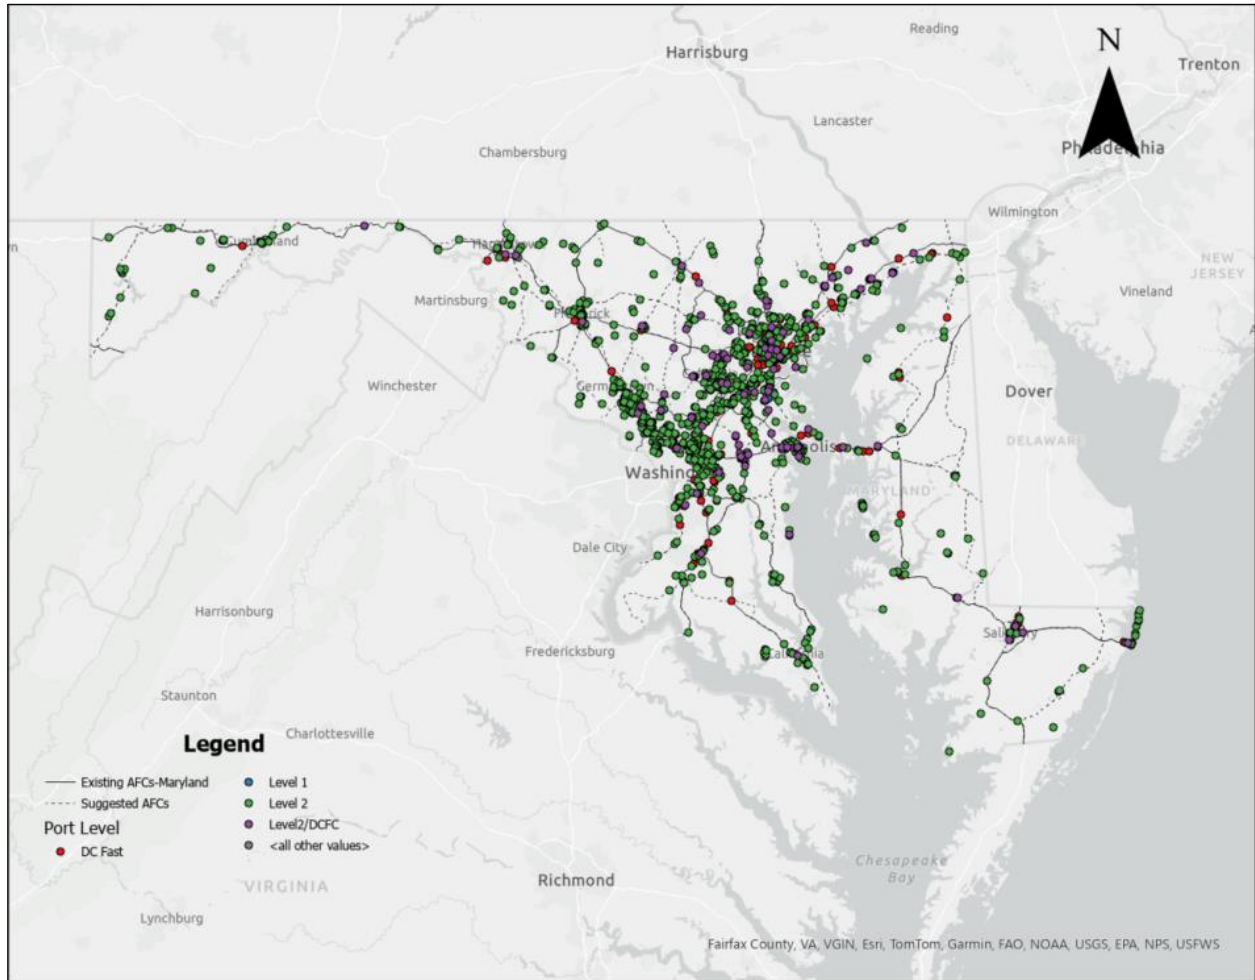 Reading
Harrisburg
N
Trenton
Lancaster
Philadelphia
Chambersburg
Wilmington
NEW
JERSEY
Martinsburg
Vineland
Winchester
Dover
DELAWARE
Washing
MARYLAND
Dale City
Harrisonburg
Fredericksburg
Staunton
Charlottesville
Legend
Existing AFCs-Maryland
Suggested AFCs
Port Level
DC Fast
Level 1
Level 2
Level2/DCFC
<all other values>
Chesapeake
Bay
Richmond
VIRGINIA
Lynchburg
Fairfax County, VA, VGIN, Esri, TomTom, Garmin, FAO, NOAA, USGS, EPA, NPS, USFWS